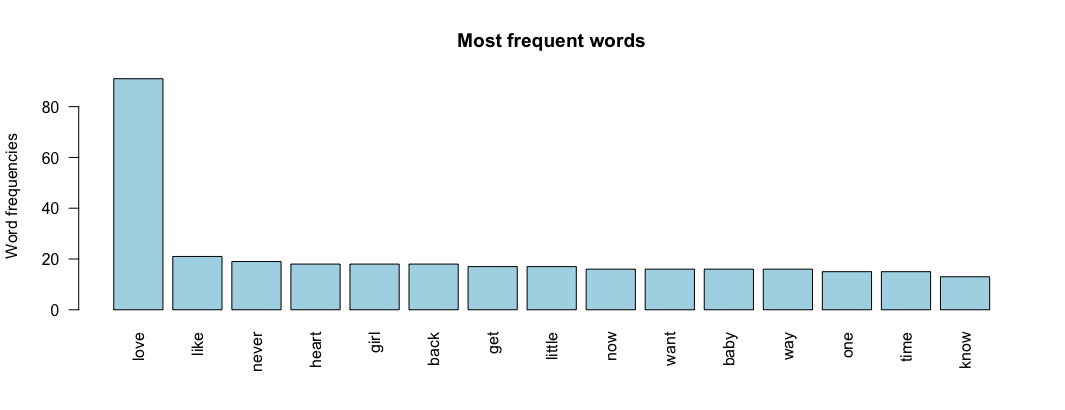 Most frequent words
Word frequencies
80
60
40
20
0
love
like
never
heart
girl
back
get
little
now
want
baby
way
one
time
know